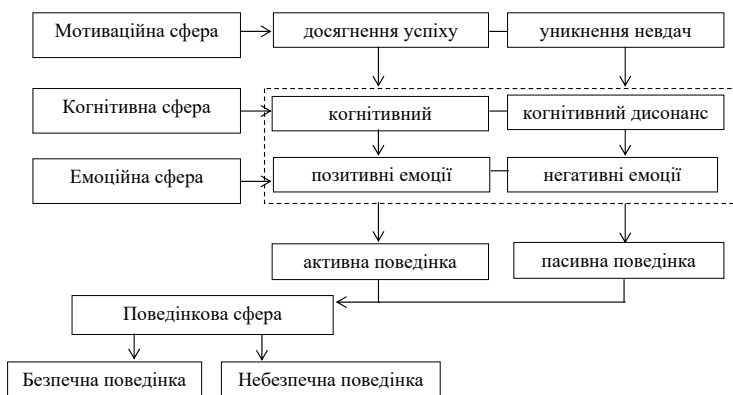 Мотиваційна сфера
досягнення успіху
уникнення невдач
Когнітивна сфера
когнітивний
когнітивний дисонанс
Емоційна сфера
позитивні емоції
негативні емоції
активна поведінка
пасивна поведінка
Поведінкова сфера
Безпечна поведінка
Небезпечна поведінка